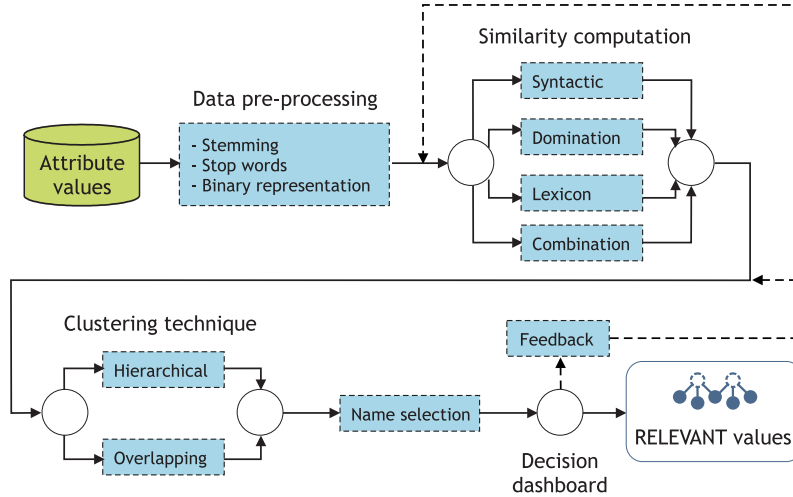 Similarity computation
Data pre-processing
Attribute
values
- Stemming
- Stop words
- Binary representation
Syntactic
Domination
Lexicon
Combination
Clustering technique
Hierarchical
Overlapping
Name selection
Feedback
Decision
dashboard
RELEVANT values